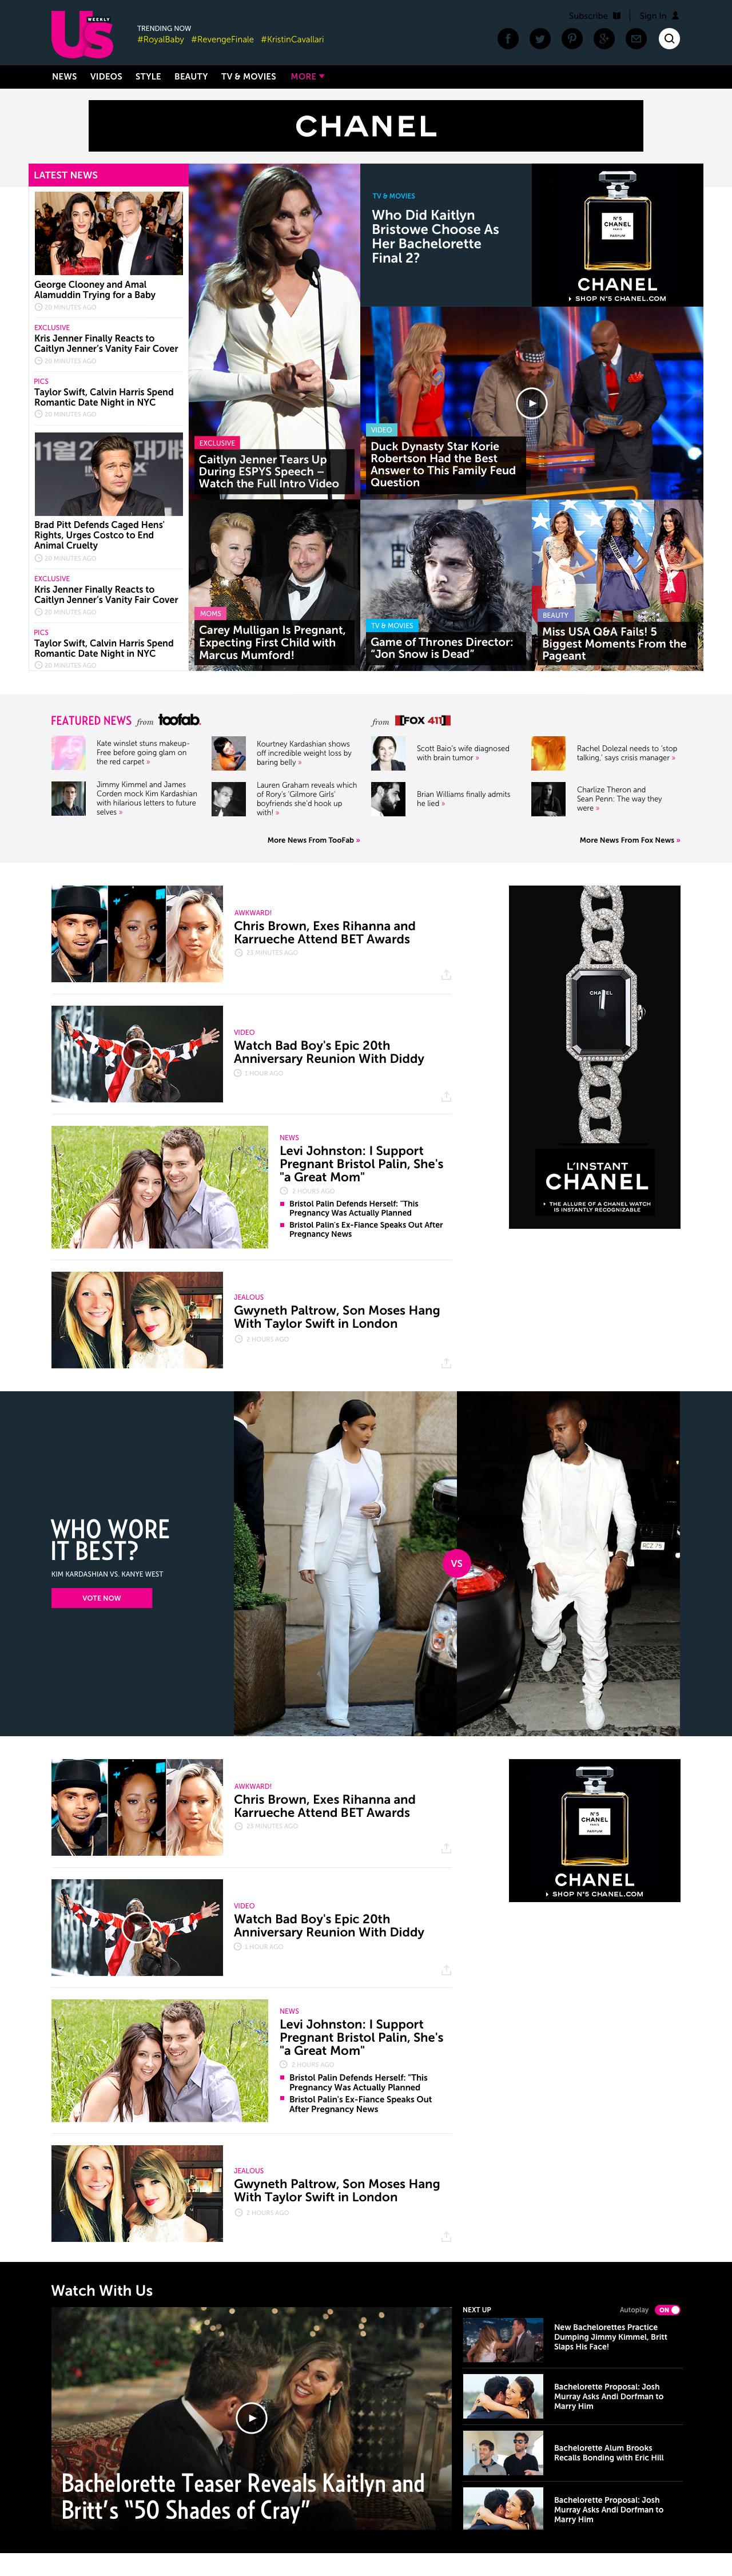 Us
WEEKLY
TRENDING NOW
#RoyalBaby #RevengeFinale #KristinCavallari
Subscribe
Sign In
NEWS VIDEOS STYLE BEAUTY TV & MOVIES MORE
CHANEL
LATEST NEWS
George Clooney and Amal
Alamuddin Trying for a Baby
20 MINUTES AGO
EXCLUSIVE
Kris Jenner Finally Reacts to
Caitlyn Jenner's Vanity Fair Cover
20 MINUTES AGO
PICS
Taylor Swift, Calvin Harris Spend
Romantic Date Night in NYC
20 MINUTES AGO
11월 2
대개
Brad Pitt Defends Caged Hens'
Rights, Urges Costco to End
Animal Cruelty
20 MINUTES AGO
EXCLUSIVE
Kris Jenner Finally Reacts to
Caitlyn Jenner's Vanity Fair Cover
20 MINUTES AGO
PICS
Taylor Swift, Calvin Harris Spend
Romantic Date Night in NYC
20 MINUTES AGO
EXCLUSIVE
Caitlyn Jenner Tears Up
During ESPYS Speech –
Watch the Full Intro Video
TV & MOVIES
Who Did Kaitlyn
Bristowe Choose As
Her Bachelorette
Final 2?
N°5
CHANEL
PARIS
PARFUM
CHANEL
SHOP N°5 CHANEL.COM
VIDEO
Duck Dynasty Star Korie
Robertson Had the Best
Answer to This Family Feud
Question
MOMS
Carey Mulligan Is Pregnant,
Expecting First Child with
Marcus Mumford!
TV & MOVIES
Game of Thrones Director:
“Jon Snow is Dead”
BEAUTY
Miss USA Q&A Fails! 5
Biggest Moments From the
Pageant
FEATURED NEWS from toofab.
Kate winslet stuns makeup-
Free before going glam on
the red carpet »
Kourtney Kardashian shows
off incredible weight loss by
baring belly »
Jimmy Kimmel and James
Corden mock Kim Kardashian
with hilarious letters to future
selves »
Lauren Graham reveals which
of Rory's 'Gilmore Girls'
boyfriends she'd hook up
with! »
More News From TooFab »
from FOX 411
Scott Baio's wife diagnosed
with brain tumor »
Rachel Dolezal needs to 'stop
talking,' says crisis manager »
Brian Williams finally admits
he lied »
Charlize Theron and
Sean Penn: The way they
were »
More News From Fox News »
AWKWARD!
Chris Brown, Exes Rihanna and
Karrueche Attend BET Awards
23 MINUTES AGO
VIDEO
Watch Bad Boy's Epic 20th
Anniversary Reunion With Diddy
1 HOUR AGO
NEWS
Levi Johnston: I Support
Pregnant Bristol Palin, She's
"a Great Mom"
2 HOURS AGO
Bristol Palin Defends Herself: "This
Pregnancy Was Actually Planned
Bristol Palin's Ex-Fiance Speaks Out After
Pregnancy News
JEALOUS
Gwyneth Paltrow, Son Moses Hang
With Taylor Swift in London
2 HOURS AGO
CHANEL
L'INSTANT
CHANEL
THE ALLURE OF A CHANEL WATCH
IS INSTANTLY RECOGNIZABLE
WHO WORE
IT BEST?
KIM KARDASHIAN VS. KANYE WEST
VOTE NOW
VS
AWKWARD!
Chris Brown, Exes Rihanna and
Karrueche Attend BET Awards
23 MINUTES AGO
VIDEO
Watch Bad Boy's Epic 20th
Anniversary Reunion With Diddy
1 HOUR AGO
NEWS
Levi Johnston: I Support
Pregnant Bristol Palin, She's
"a Great Mom"
2 HOURS AGO
Bristol Palin Defends Herself: "This
Pregnancy Was Actually Planned
Bristol Palin's Ex-Fiance Speaks Out
After Pregnancy News
JEALOUS
Gwyneth Paltrow, Son Moses Hang
With Taylor Swift in London
2 HOURS AGO
N°5
CHANEL
PARIS
PARFUM
CHANEL
SHOP N°5 CHANEL.COM
Watch With Us
Bachelorette Teaser Reveals Kaitlyn and
Britt's “50 Shades of Cray”
NEXT UP
Autoplay ON
New Bachelorettes Practice
Dumping Jimmy Kimmel, Britt
Slaps His Face!
Bachelorette Proposal: Josh
Murray Asks Andi Dorfman to
Marry Him
Bachelorette Alum Brooks
Recalls Bonding with Eric Hill
Bachelorette Proposal: Josh
Murray Asks Andi Dorfman to
Marry Him